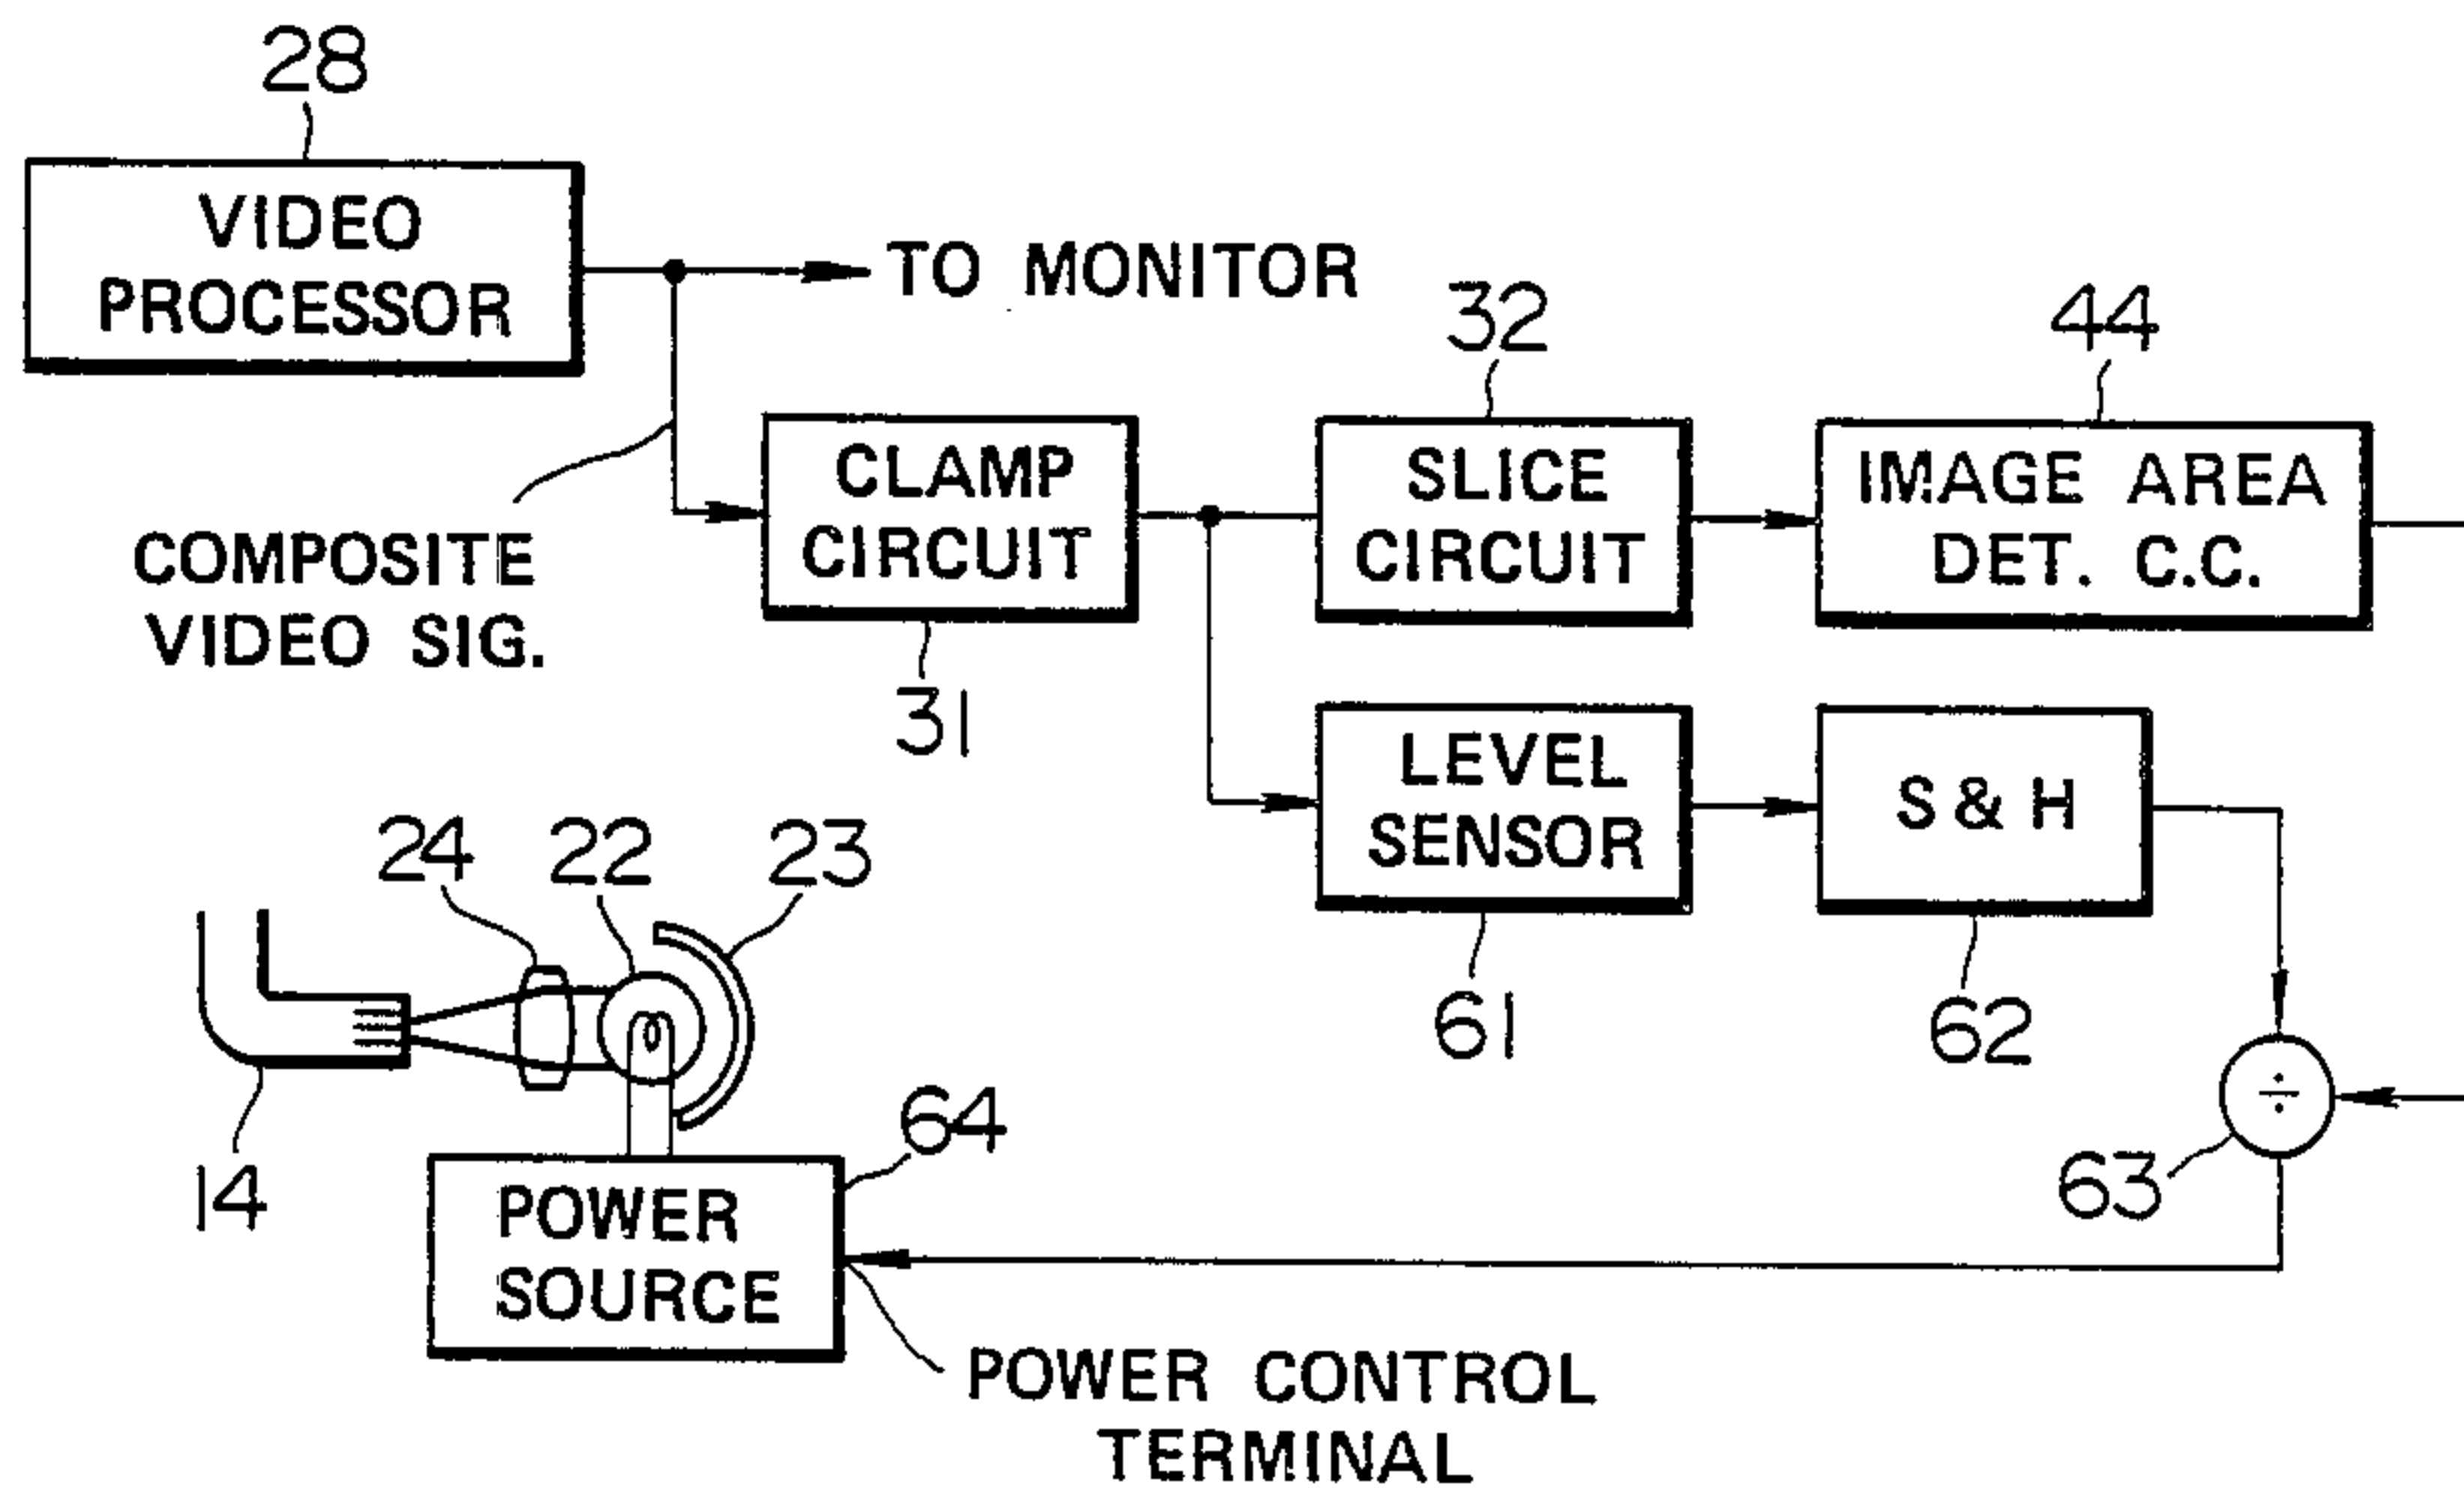 28
VIDEO
PROCESSOR
TO MONITOR
32
44
CLAMP
CIRCUIT
SLICE
CIRCUIT
IMAGE AREA
DET. C.C.
COMPOSITE
VIDEO SIG.
31
LEVEL
SENSOR
S & H
24
22
23
61
62
÷
63
14
64
POWER
SOURCE
POWER CONTROL
TERMINAL